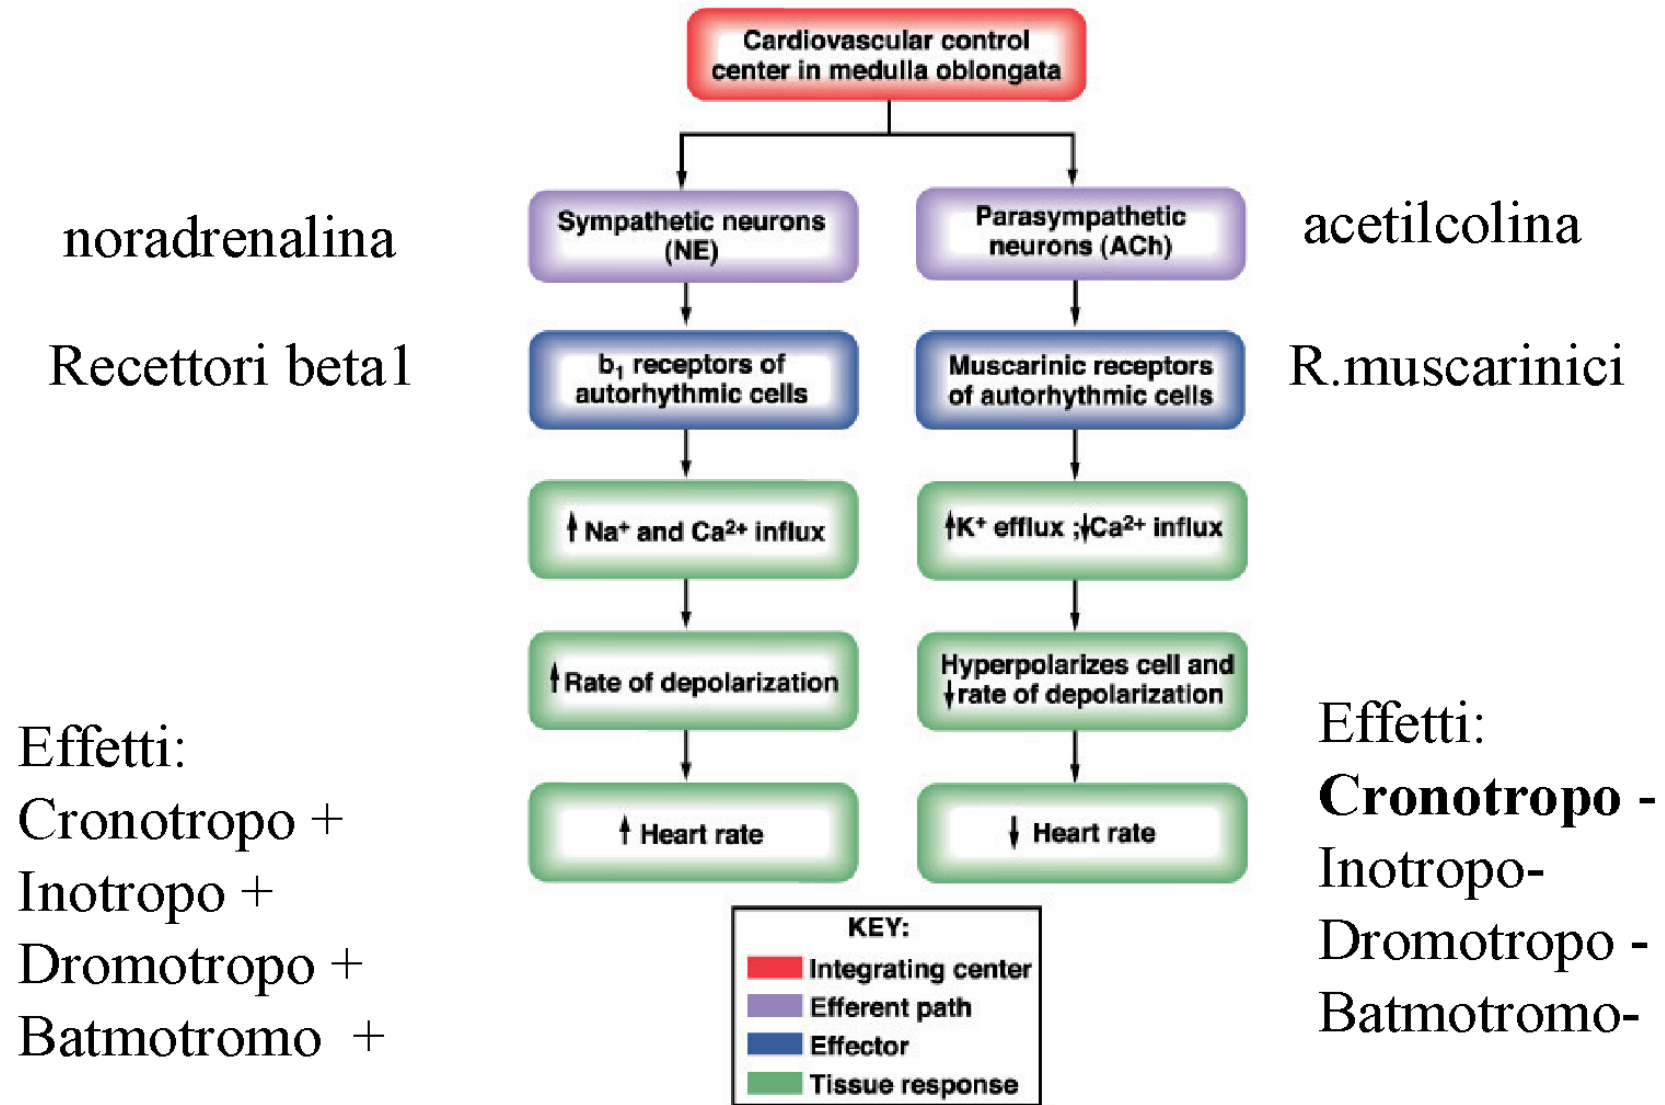 Cardiovascular control
center in medulla oblongata
noradrenalina
Sympathetic neurons
(NE)
Parasympathetic
neurons (ACh)
acetilcolina
Recettori beta1
b₁ receptors of
autorhythmic cells
Muscarinic receptors
of autorhythmic cells
R.muscarinici
↑ Na⁺ and Ca²⁺ influx
↑K⁺ efflux ;↓Ca²⁺ influx
↑Rate of depolarization
Hyperpolarizes cell and
↓rate of depolarization
↑ Heart rate
↓ Heart rate
Effetti:
Cronotropo +
Inotropo +
Dromotropo +
Batmotromo +
Effetti:
Cronotropo -
Inotropo-
Dromotropo -
Batmotromo-
KEY:
Integrating center
Efferent path
Effector
Tissue response